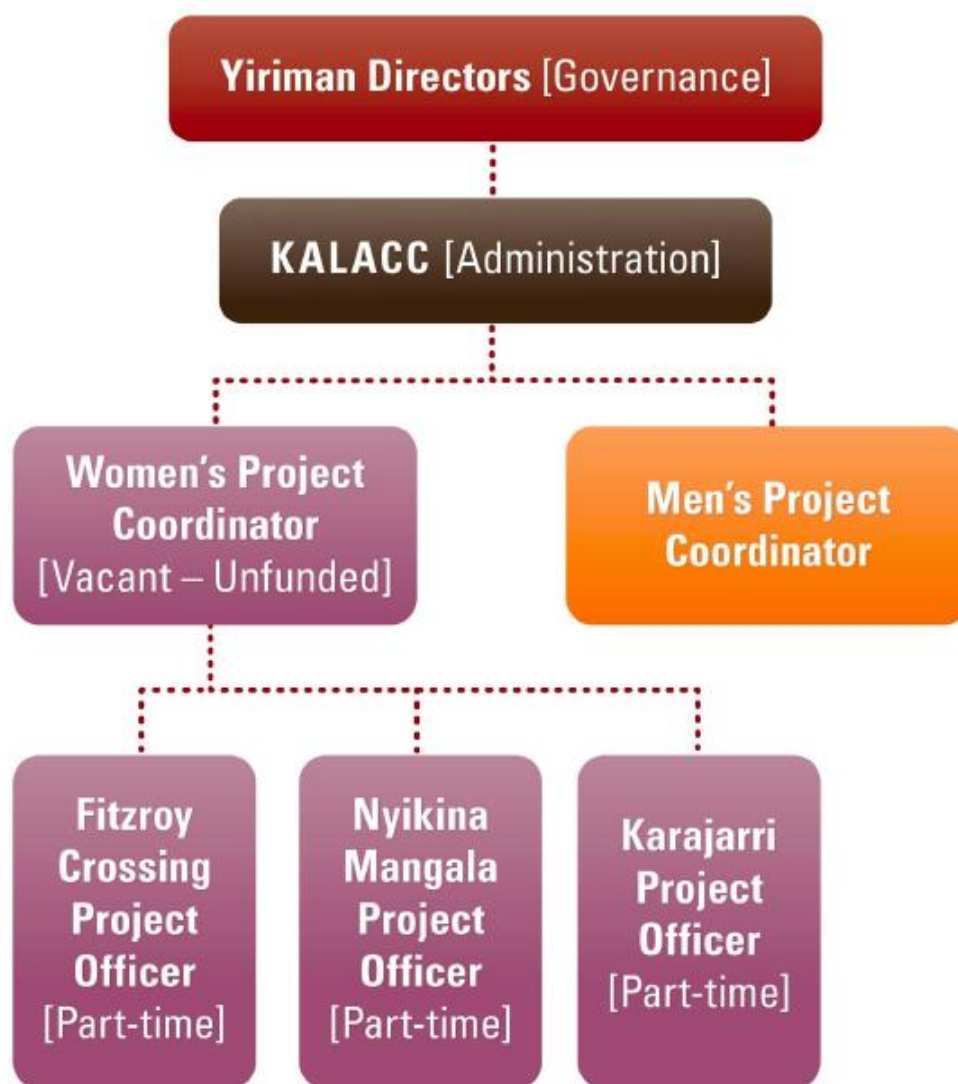 Yiriman Directors [Governance]
KALACC [Administration]
Women’s Project
Coordinator
[Vacant – Unfunded]
Men’s Project
Coordinator
Fitzroy
Crossing
Project
Officer
[Part-time]
Nyikina
Mangala
Project
Officer
[Part-time]
Karajarri
Project
Officer
[Part-time]